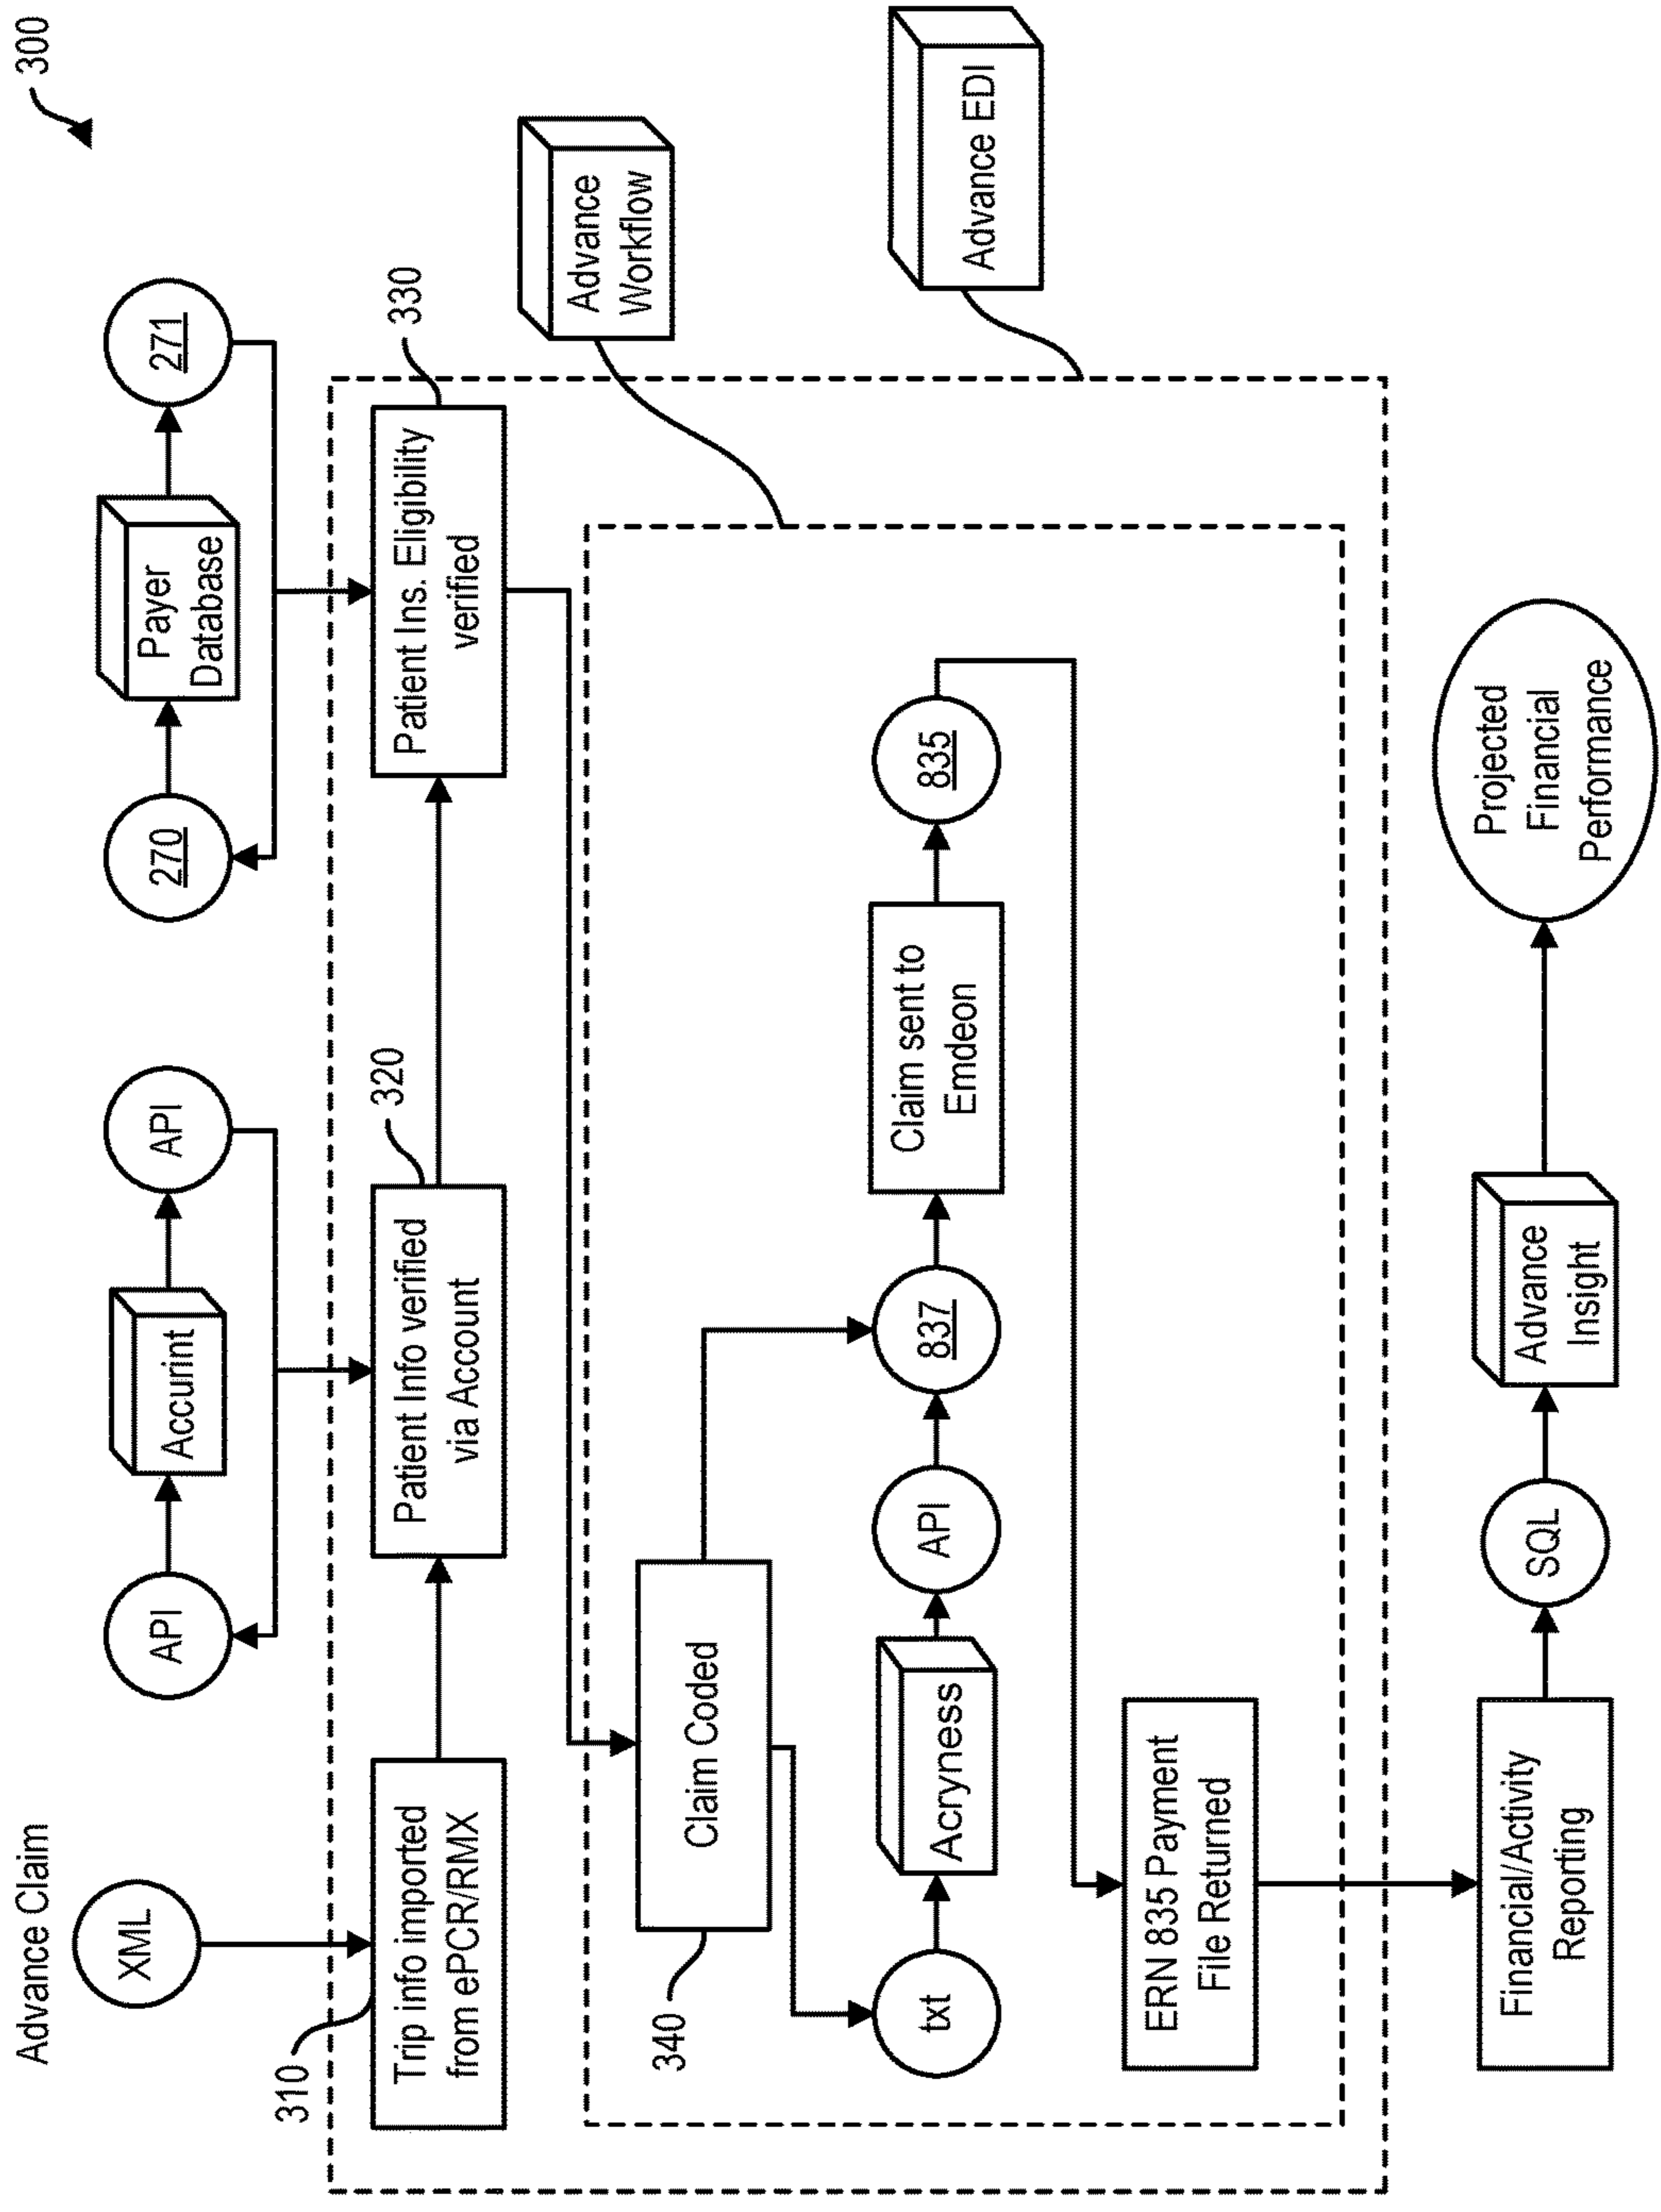 300
Advance Claim
XML
API
Accurint
API
270
Payer
Database
271
310
Trip info imported
from ePCR/RMX
320
Patient Info verified
via Account
330
Patient Ins. Eligibility
verified
Advance
Workflow
340
Claim Coded
txt
Acryness
API
837
Claim sent to
Emdeon
835
Advance EDI
ERN 835 Payment
File Returned
Financial/Activity
Reporting
SQL
Advance
Insight
Projected
Financial
Performance